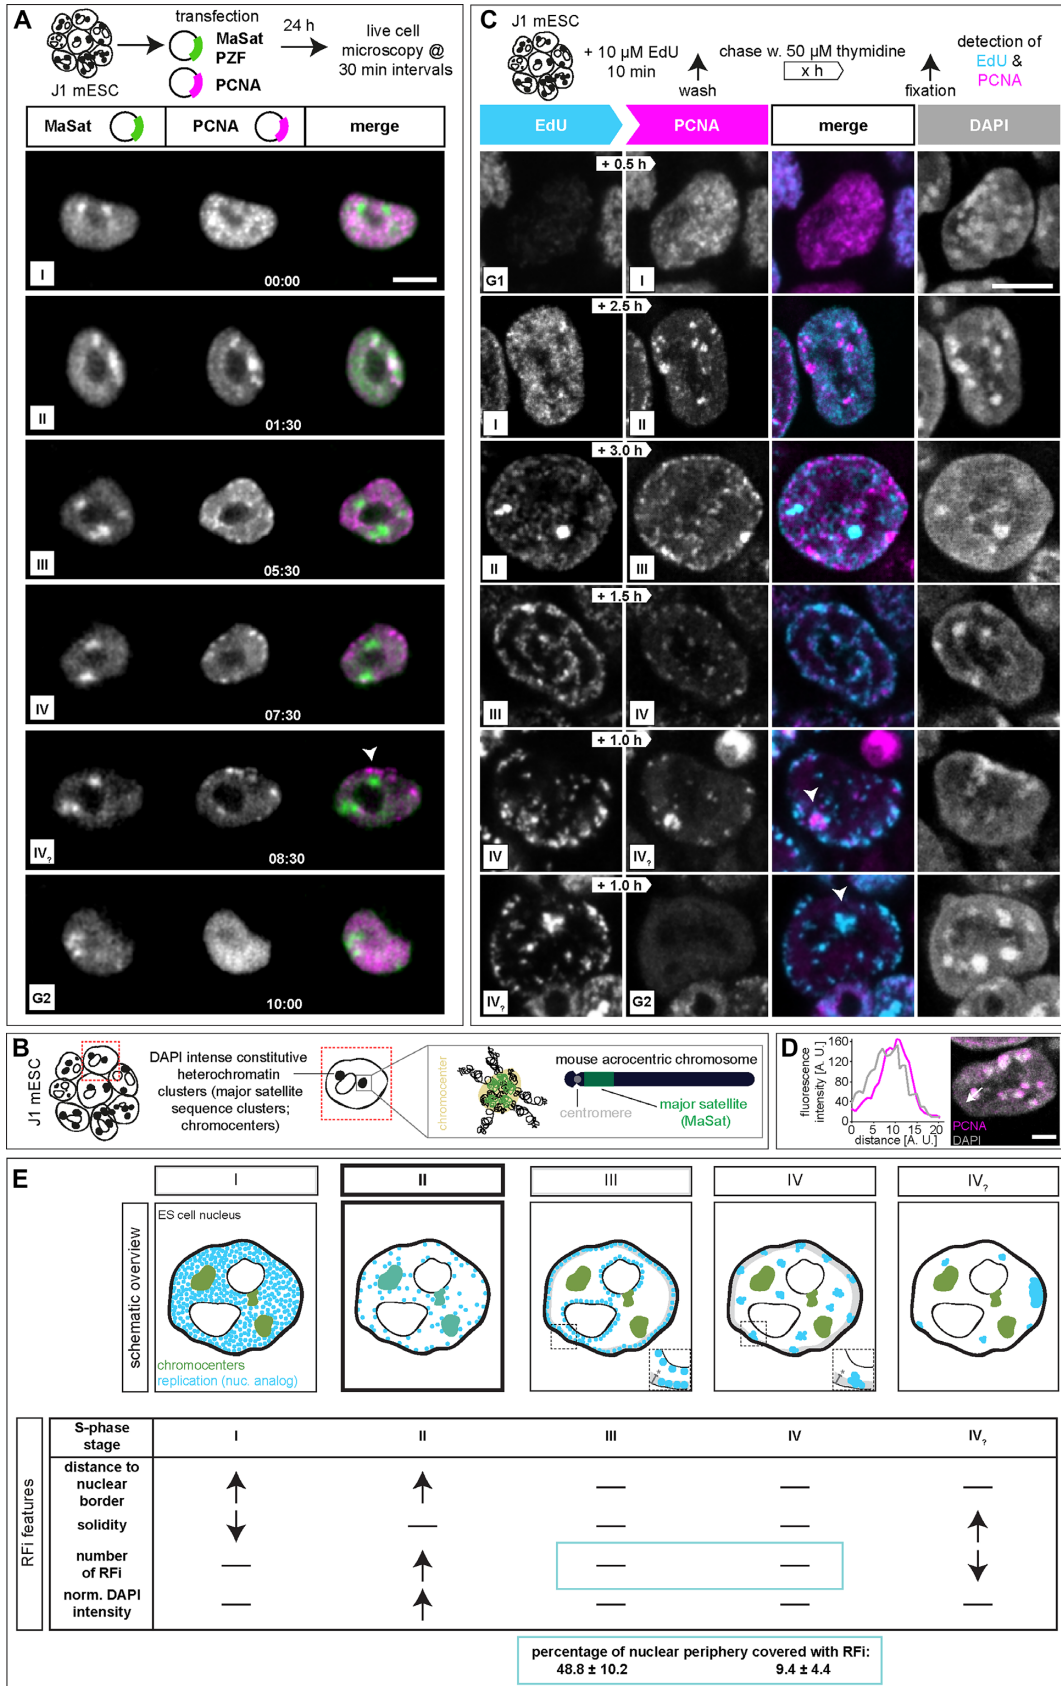 A
J1 mESC
transfection
MaSat
PZF
PCNA
24 h
live cell
microscopy @
30 min intervals
MaSat
PCNA
merge
I
00:00
II
01:30
III
05:30
IV
07:30
IV?
08:30
G2
10:00
C
J1 mESC
+ 10 µM EdU
10 min
wash
chase w. 50 µM thymidine
x h
fixation
detection of
EdU &
PCNA
EdU
PCNA
merge
DAPI
+ 0.5 h
G1
I
+ 2.5 h
I
II
+ 3.0 h
II
III
+ 1.5 h
III
IV
+ 1.0 h
IV
IV?
+ 1.0 h
IV?
G2
B
J1 mESC
DAPI intense constitutive
heterochromatin
clusters (major satellite
sequence clusters;
chromocenters)
chromocenter
mouse acrocentric chromosome
centromere
major satellite
(MaSat)
D
fluorescence
intensity [A. U.]
160
120
80
40
0
0 5 10 15 20
distance [A. U.]
PCNA
DAPI
E
schematic overview
I
II
III
IV
IV?
ES cell nucleus
chromocenters
replication (nuc. analog)
*
*
RFi features
S-phase
stage
I
II
III
IV
IV?
distance to
nuclear
border
solidity
number
of RFi
norm. DAPI
intensity
percentage of nuclear periphery covered with RFi:
48.8 ± 10.2
9.4 ± 4.4